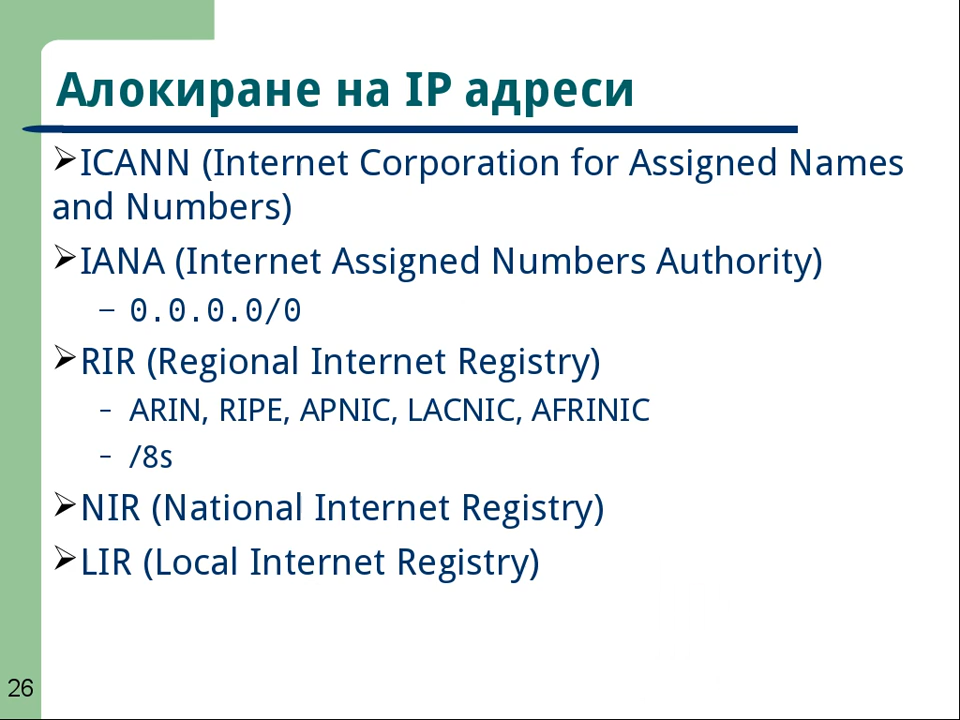 Алокиране на IP адреси
➢ICANN (Internet Corporation for Assigned Names
and Numbers)
➢IANA (Internet Assigned Numbers Authority)
– 0.0.0.0/0
➢RIR (Regional Internet Registry)
– ARIN, RIPE, APNIC, LACNIC, AFRINIC
– /8s
➢NIR (National Internet Registry)
➢LIR (Local Internet Registry)
26